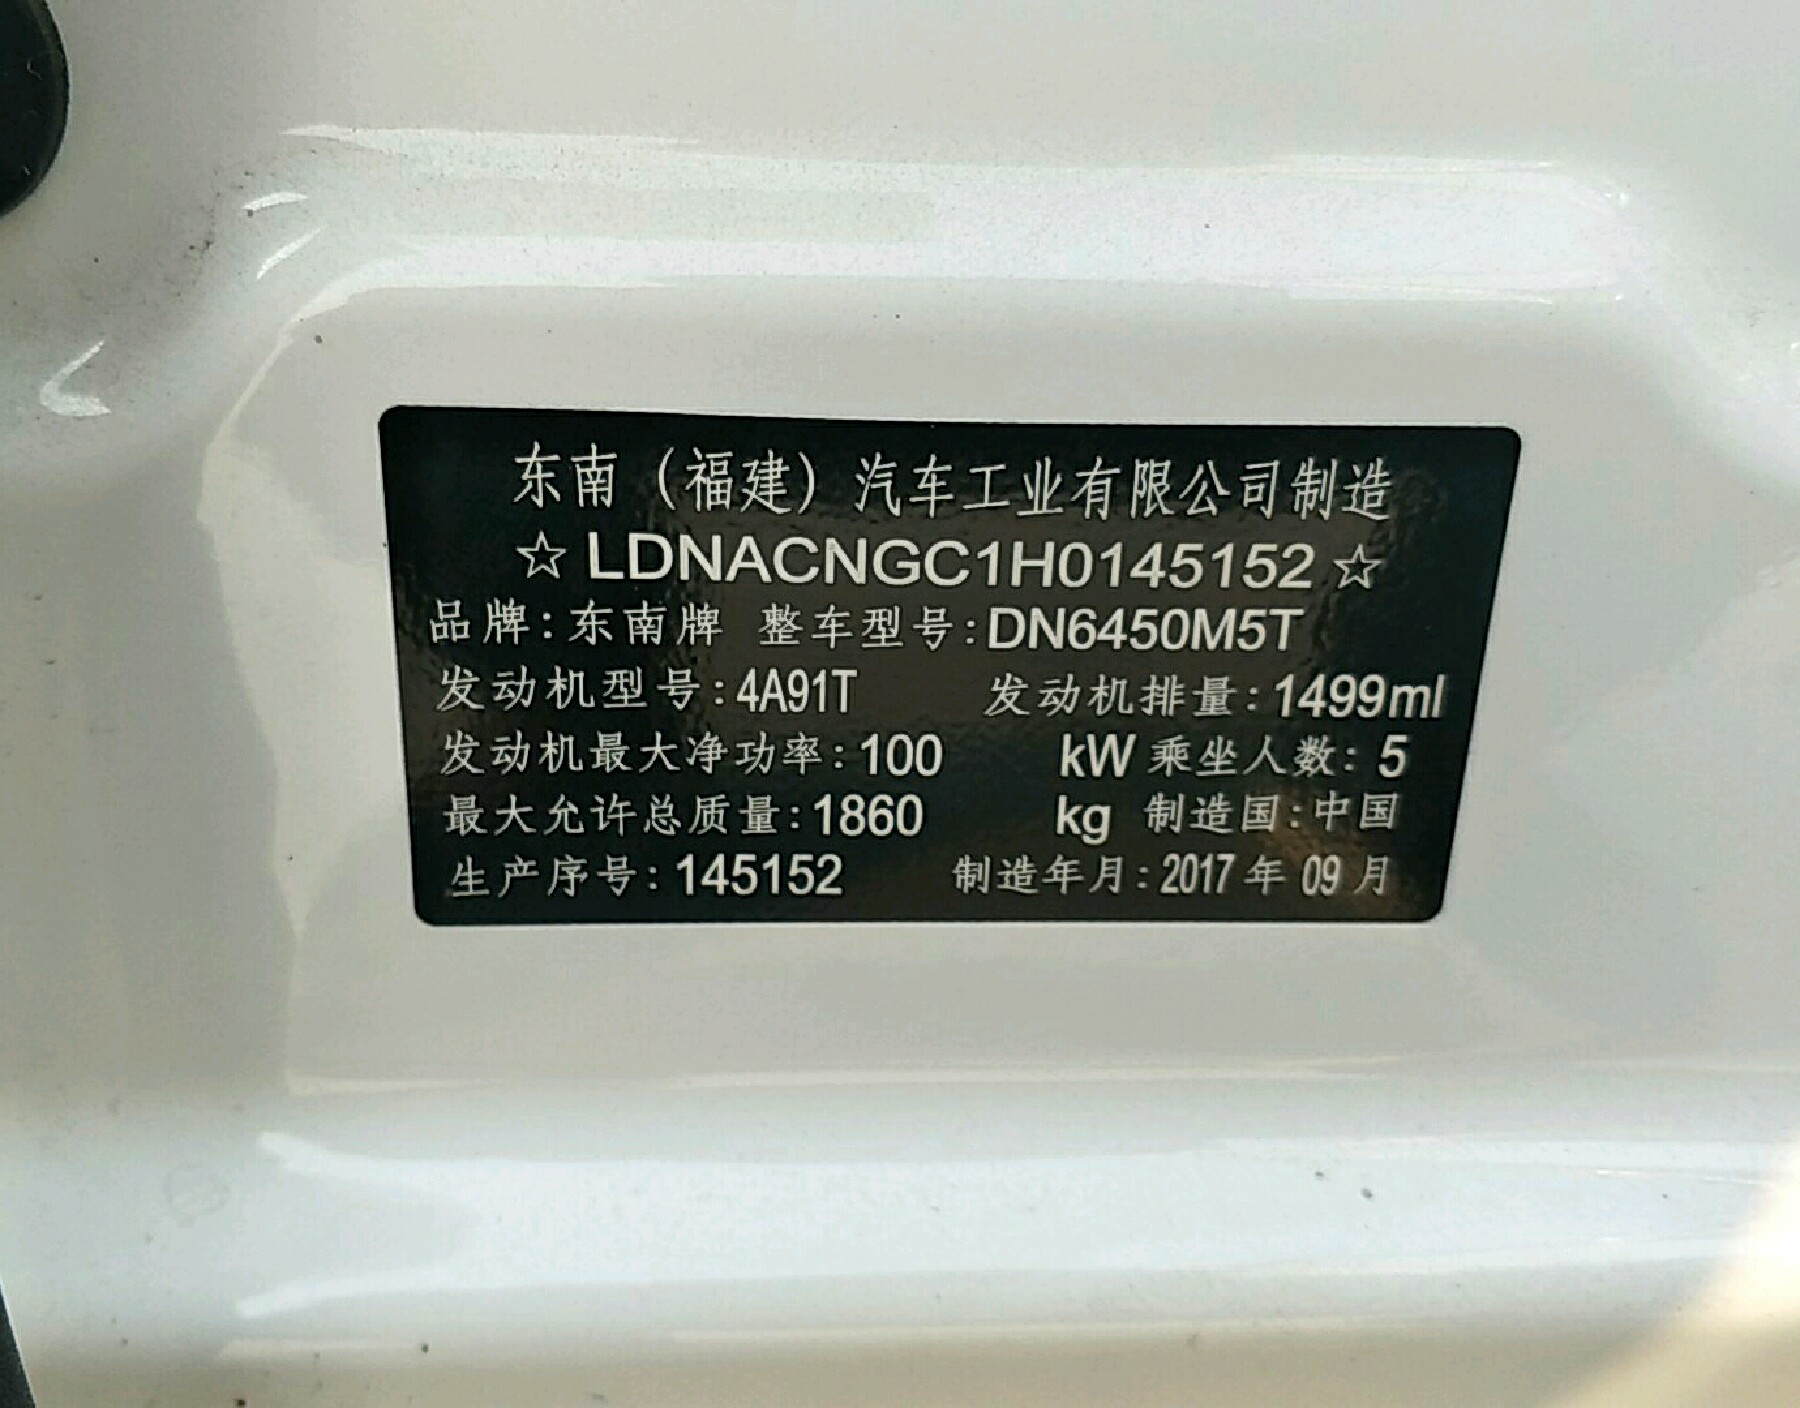 东南（福建）汽车工业有限公司制造
☆LDNACNGC1H0145152☆
品牌:东南牌 整车型号:DN6450M5T
发动机型号:4A91T 发动机排量:1499ml
发动机最大净功率:100 kW 乘坐人数:5
最大允许总质量:1860 kg 制造国:中国
生产序号:145152 制造年月:2017年09月